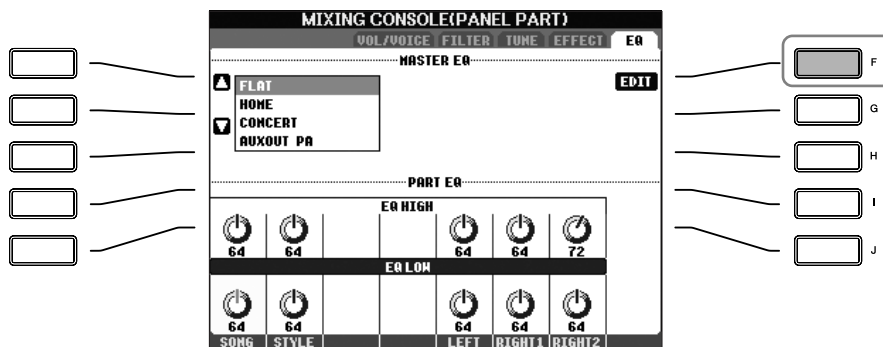 MIXING CONSOLE(PANEL PART)
VOL/VOICE FILTER TUNE EFFECT EQ
MASTER EQ
FLAT
HOME
CONCERT
AUXOUT PA
EDIT
F
G
H
I
J
PART EQ
EQ HIGH
64 64 64 64 72
EQ LOW
64 64 64 64 64
SONG STYLE LEFT RIGHT1 RIGHT2